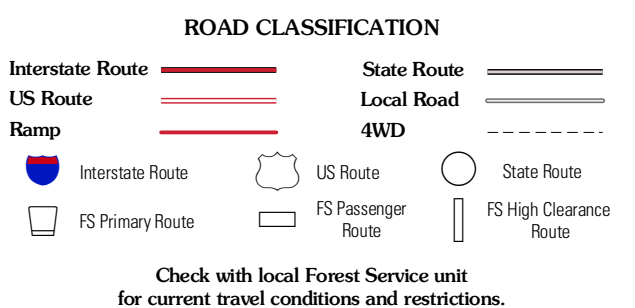 ROAD CLASSIFICATION
Interstate Route
State Route
US Route
Local Road
Ramp
4WD
Interstate Route
US Route
State Route
FS Primary Route
FS Passenger
Route
FS High Clearance
Route
Check with local Forest Service unit
for current travel conditions and restrictions.